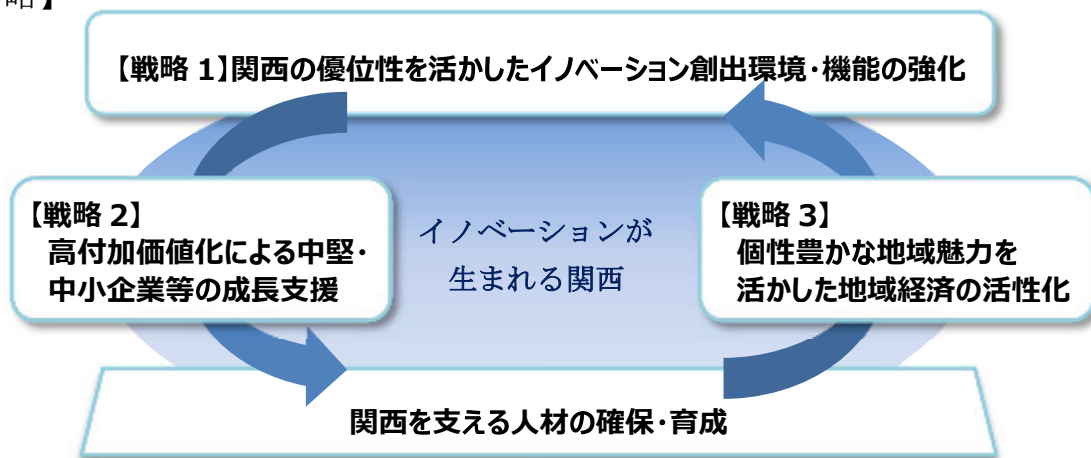 略】
【戦略 1】関西の優位性を活かしたイノベーション創出環境・機能の強化
【戦略 2】
高付加価値化による中堅・
中小企業等の成長支援
イノベーションが
生まれる関西
【戦略 3】
個性豊かな地域魅力を
活かした地域経済の活性化
関西を支える人材の確保・育成